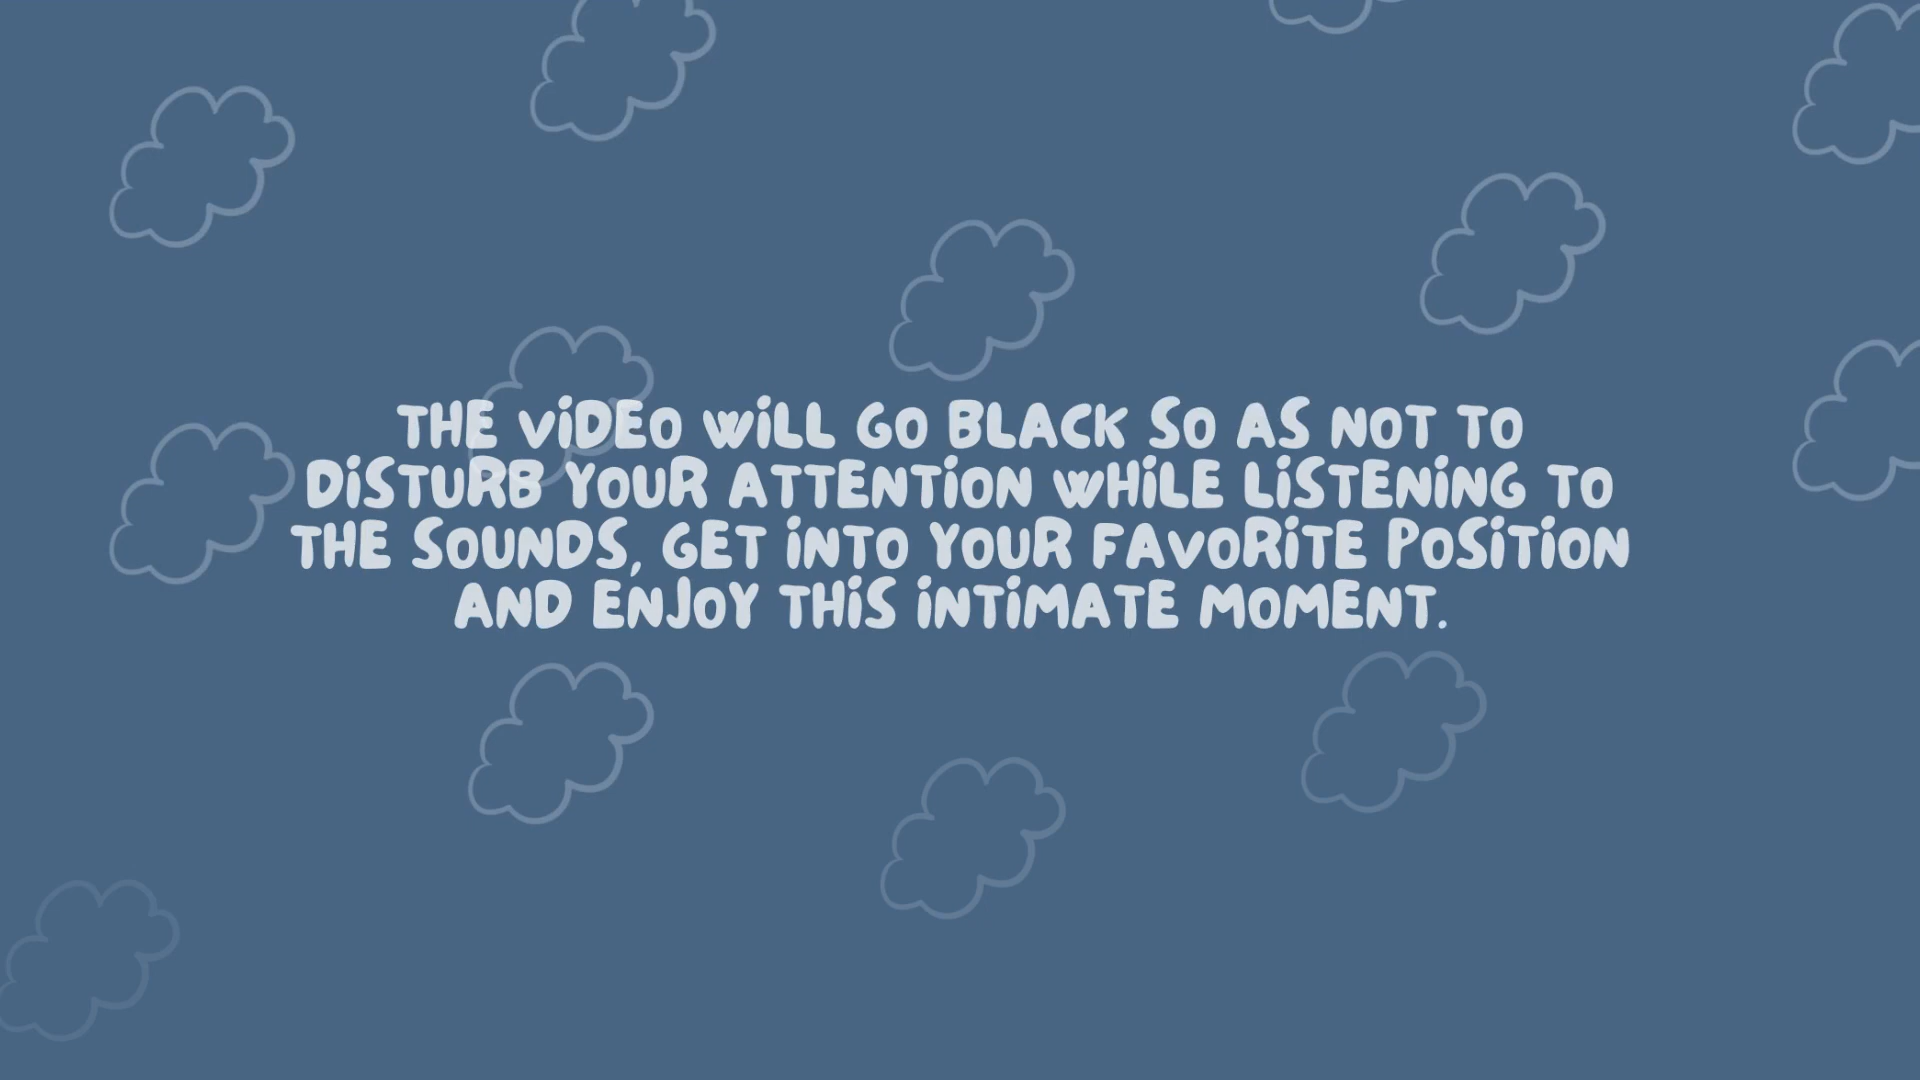 THE VIDEO WILL GO BLACK SO AS NOT TO
DISTURB YOUR ATTENTION WHILE LISTENING TO
THE SOUNDS, GET INTO YOUR FAVORITE POSITION
AND ENJOY THIS INTIMATE MOMENT.